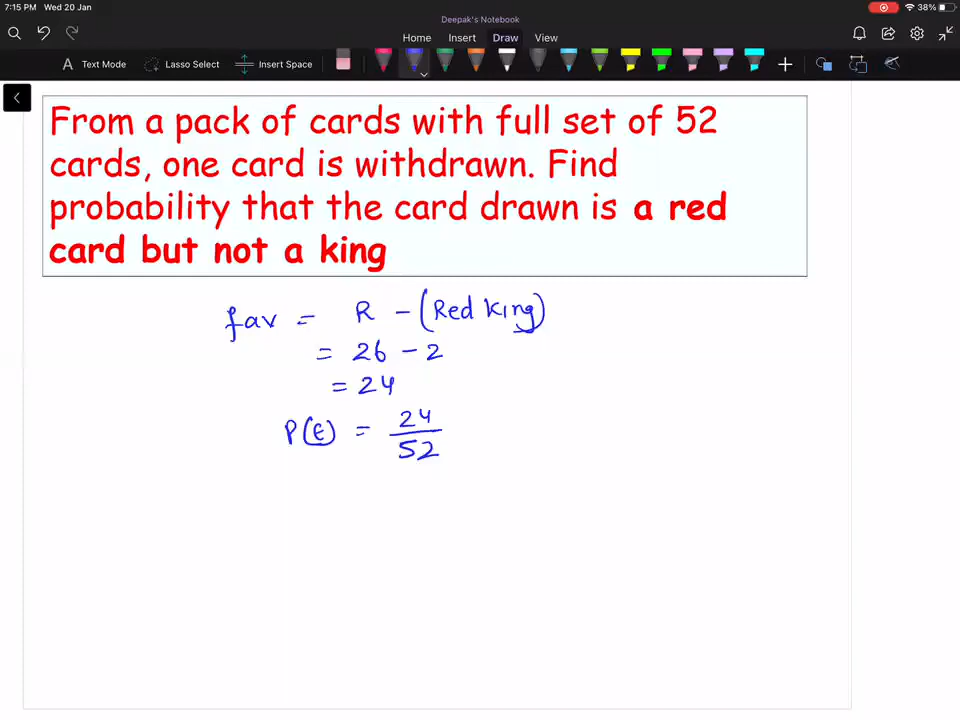 7:15 PM Wed 20 Jan
38%
Deepak's Notebook
Home Insert Draw View
Text Mode Lasso Select Insert Space
From a pack of cards with full set of 52
cards, one card is withdrawn. Find
probability that the card drawn is a red
card but not a king
fav = R - (Red King)
= 26 - 2
= 24
P(E) = 24/52